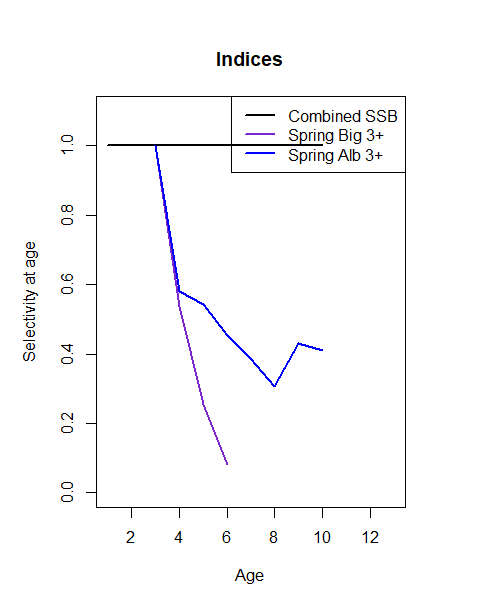 Indices
Combined SSB
Spring Big 3+
Spring Alb 3+
Selectivity at age
1.0
0.8
0.6
0.4
0.2
0.0
2 4 6 8 10 12
Age